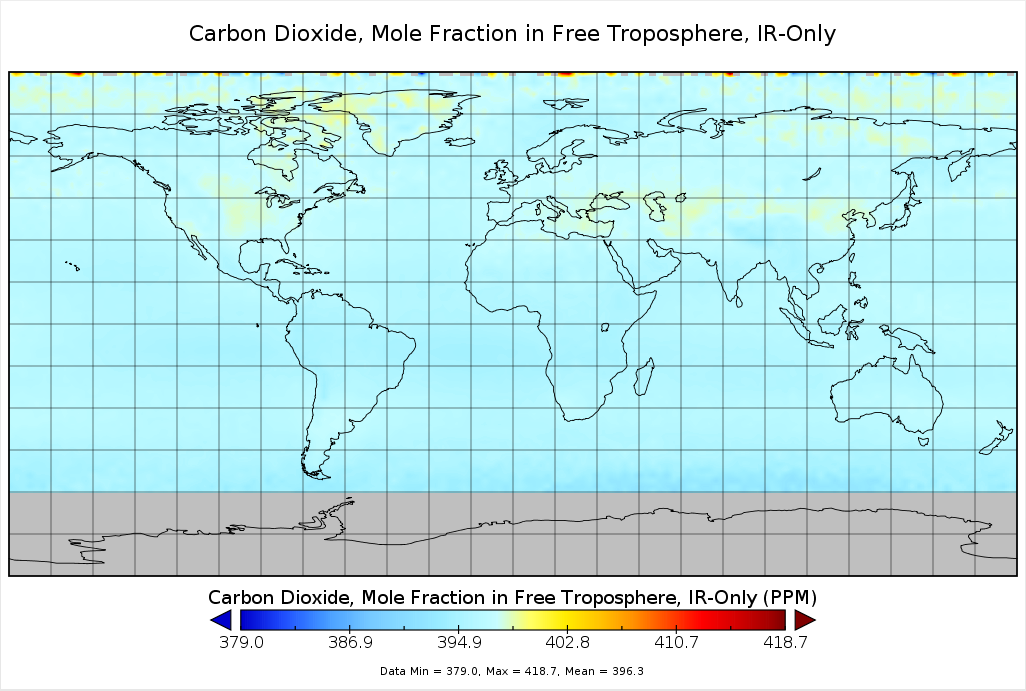 Carbon Dioxide, Mole Fraction in Free Troposphere, IR-Only
Carbon Dioxide, Mole Fraction in Free Troposphere, IR-Only (PPM)
379.0 386.9 394.9 402.8 410.7 418.7
Data Min = 379.0, Max = 418.7, Mean = 396.3